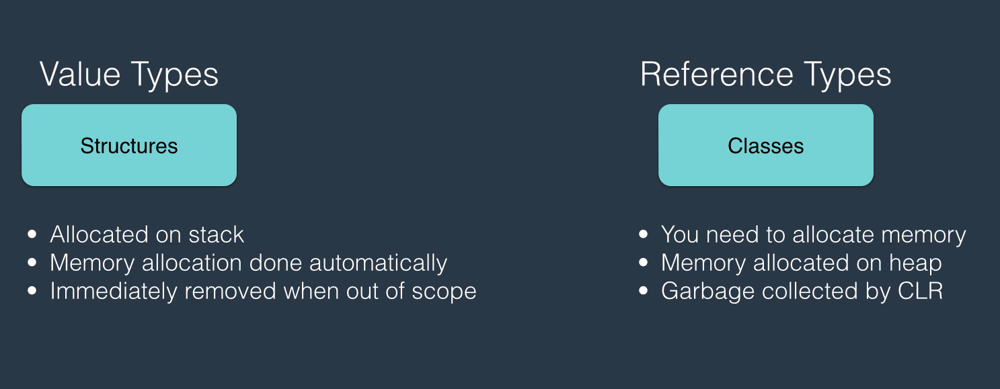 Value Types
Structures
• Allocated on stack
• Memory allocation done automatically
• Immediately removed when out of scope
Reference Types
Classes
• You need to allocate memory
• Memory allocated on heap
• Garbage collected by CLR